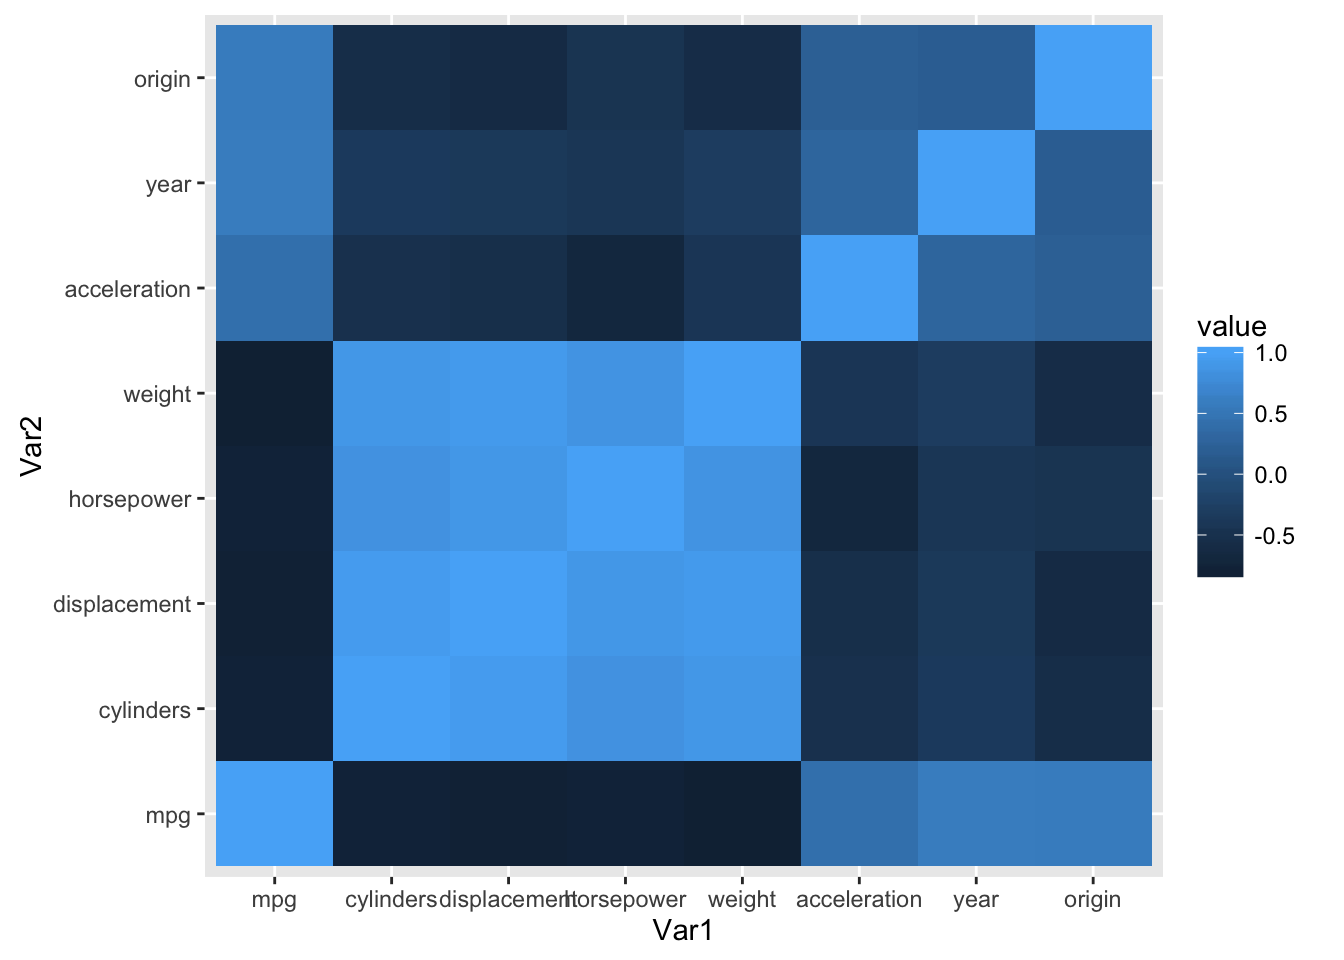 origin
year
acceleration
weight
horsepower
displacement
cylinders
mpg
Var2
mpg cylinders displacement horsepower weight acceleration year origin
Var1
value
1.0
0.5
0.0
-0.5